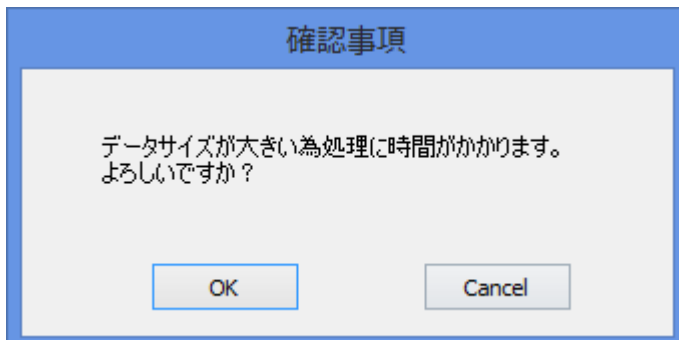 確認事項
データサイズが大きい為処理に時間がかかります。
よろしいですか？
OK
Cancel